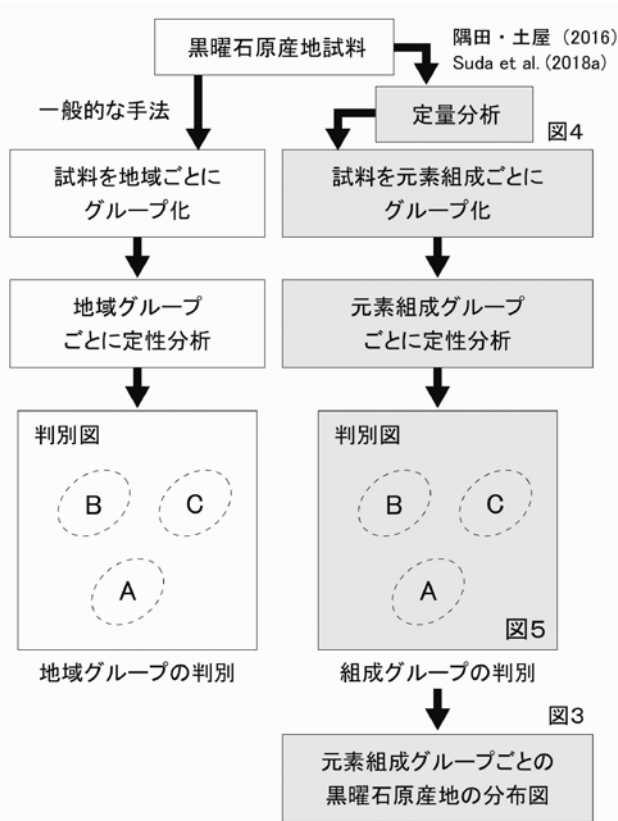 黒曜石原産地試料
隅田・土屋 (2016)
Suda et al. (2018a)
一般的な手法
定量分析
図4
試料を地域ごとに
グループ化
試料を元素組成ごとに
グループ化
地域グループ
ごとに定性分析
元素組成グループ
ごとに定性分析
判別図
B
C
A
判別図
B
C
A
図5
地域グループの判別
組成グループの判別
図3
元素組成グループごとの
黒曜石原産地の分布図